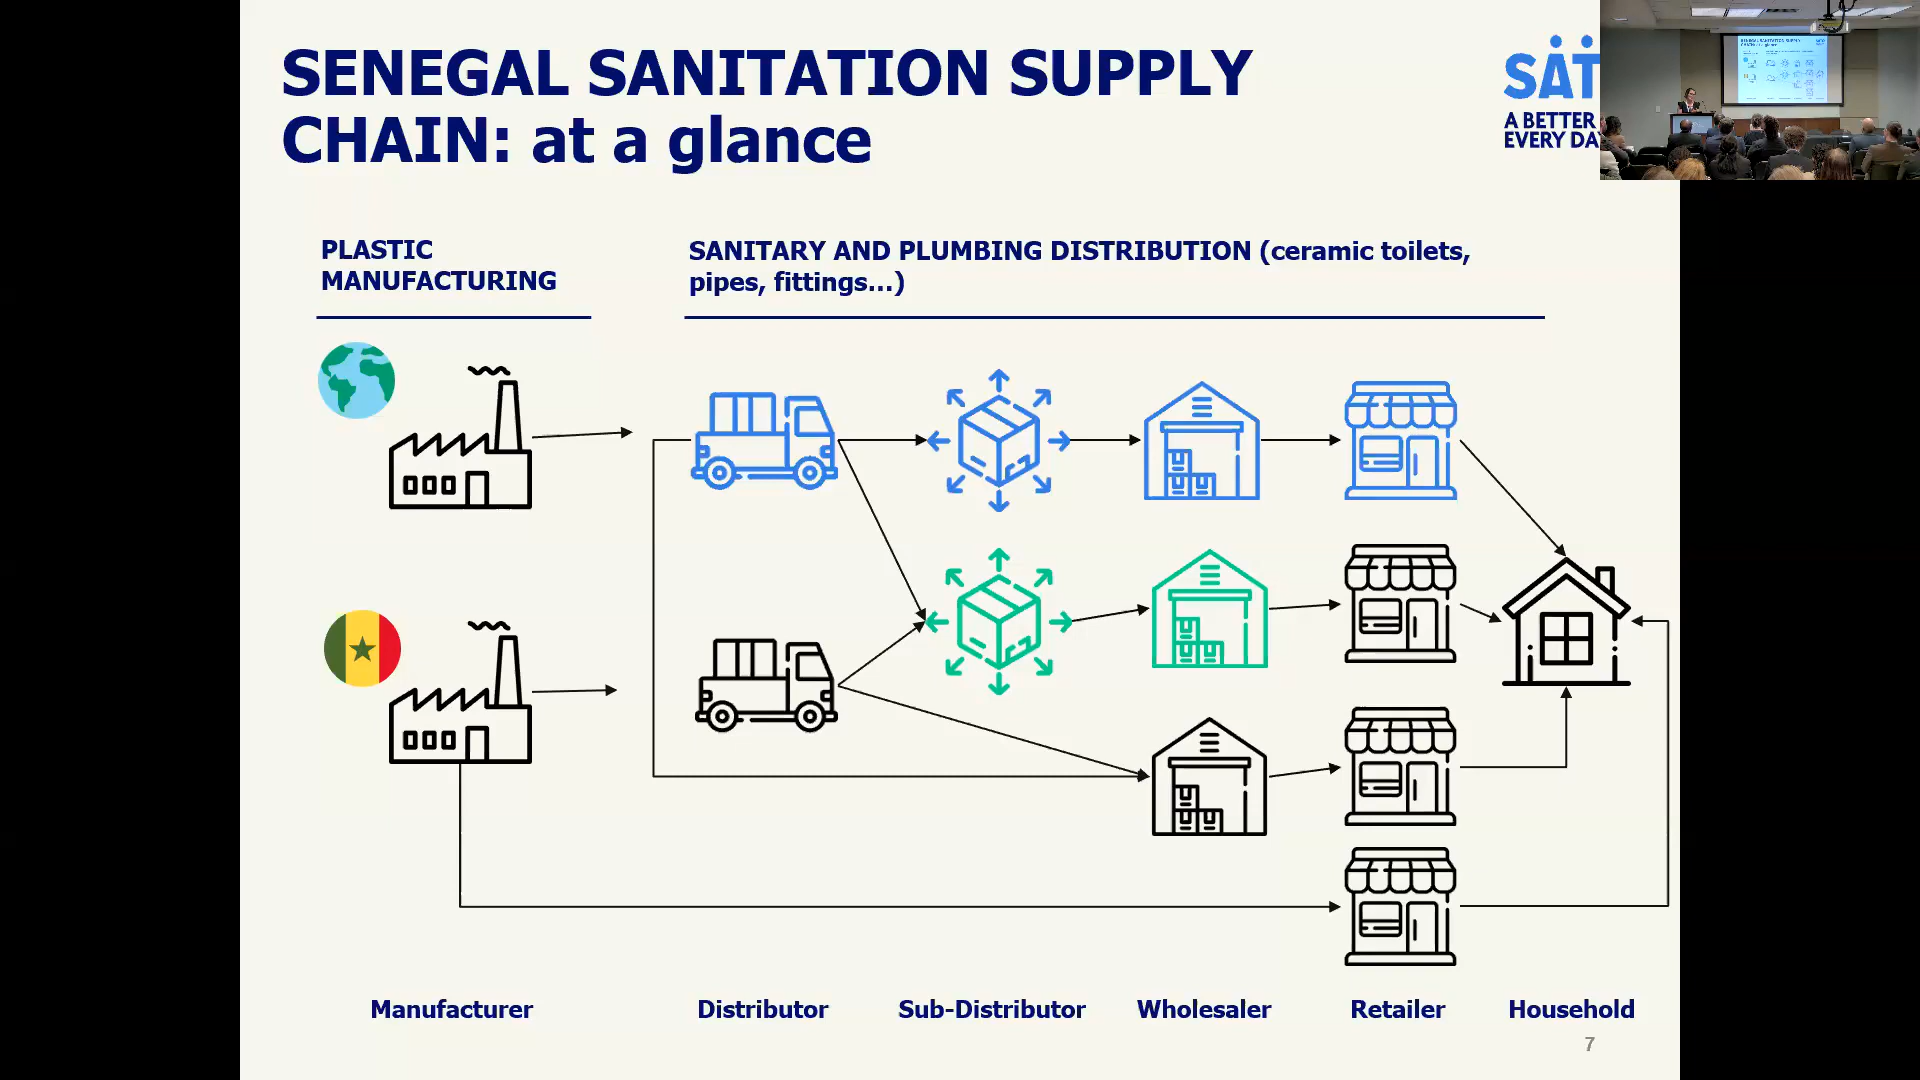 SENEGAL SANITATION SUPPLY
CHAIN: at a glance
SAT
A BETTER
EVERY DA
PLASTIC
MANUFACTURING
SANITARY AND PLUMBING DISTRIBUTION (ceramic toilets,
pipes, fittings...)
Manufacturer
Distributor
Sub-Distributor
Wholesaler
Retailer
Household
7